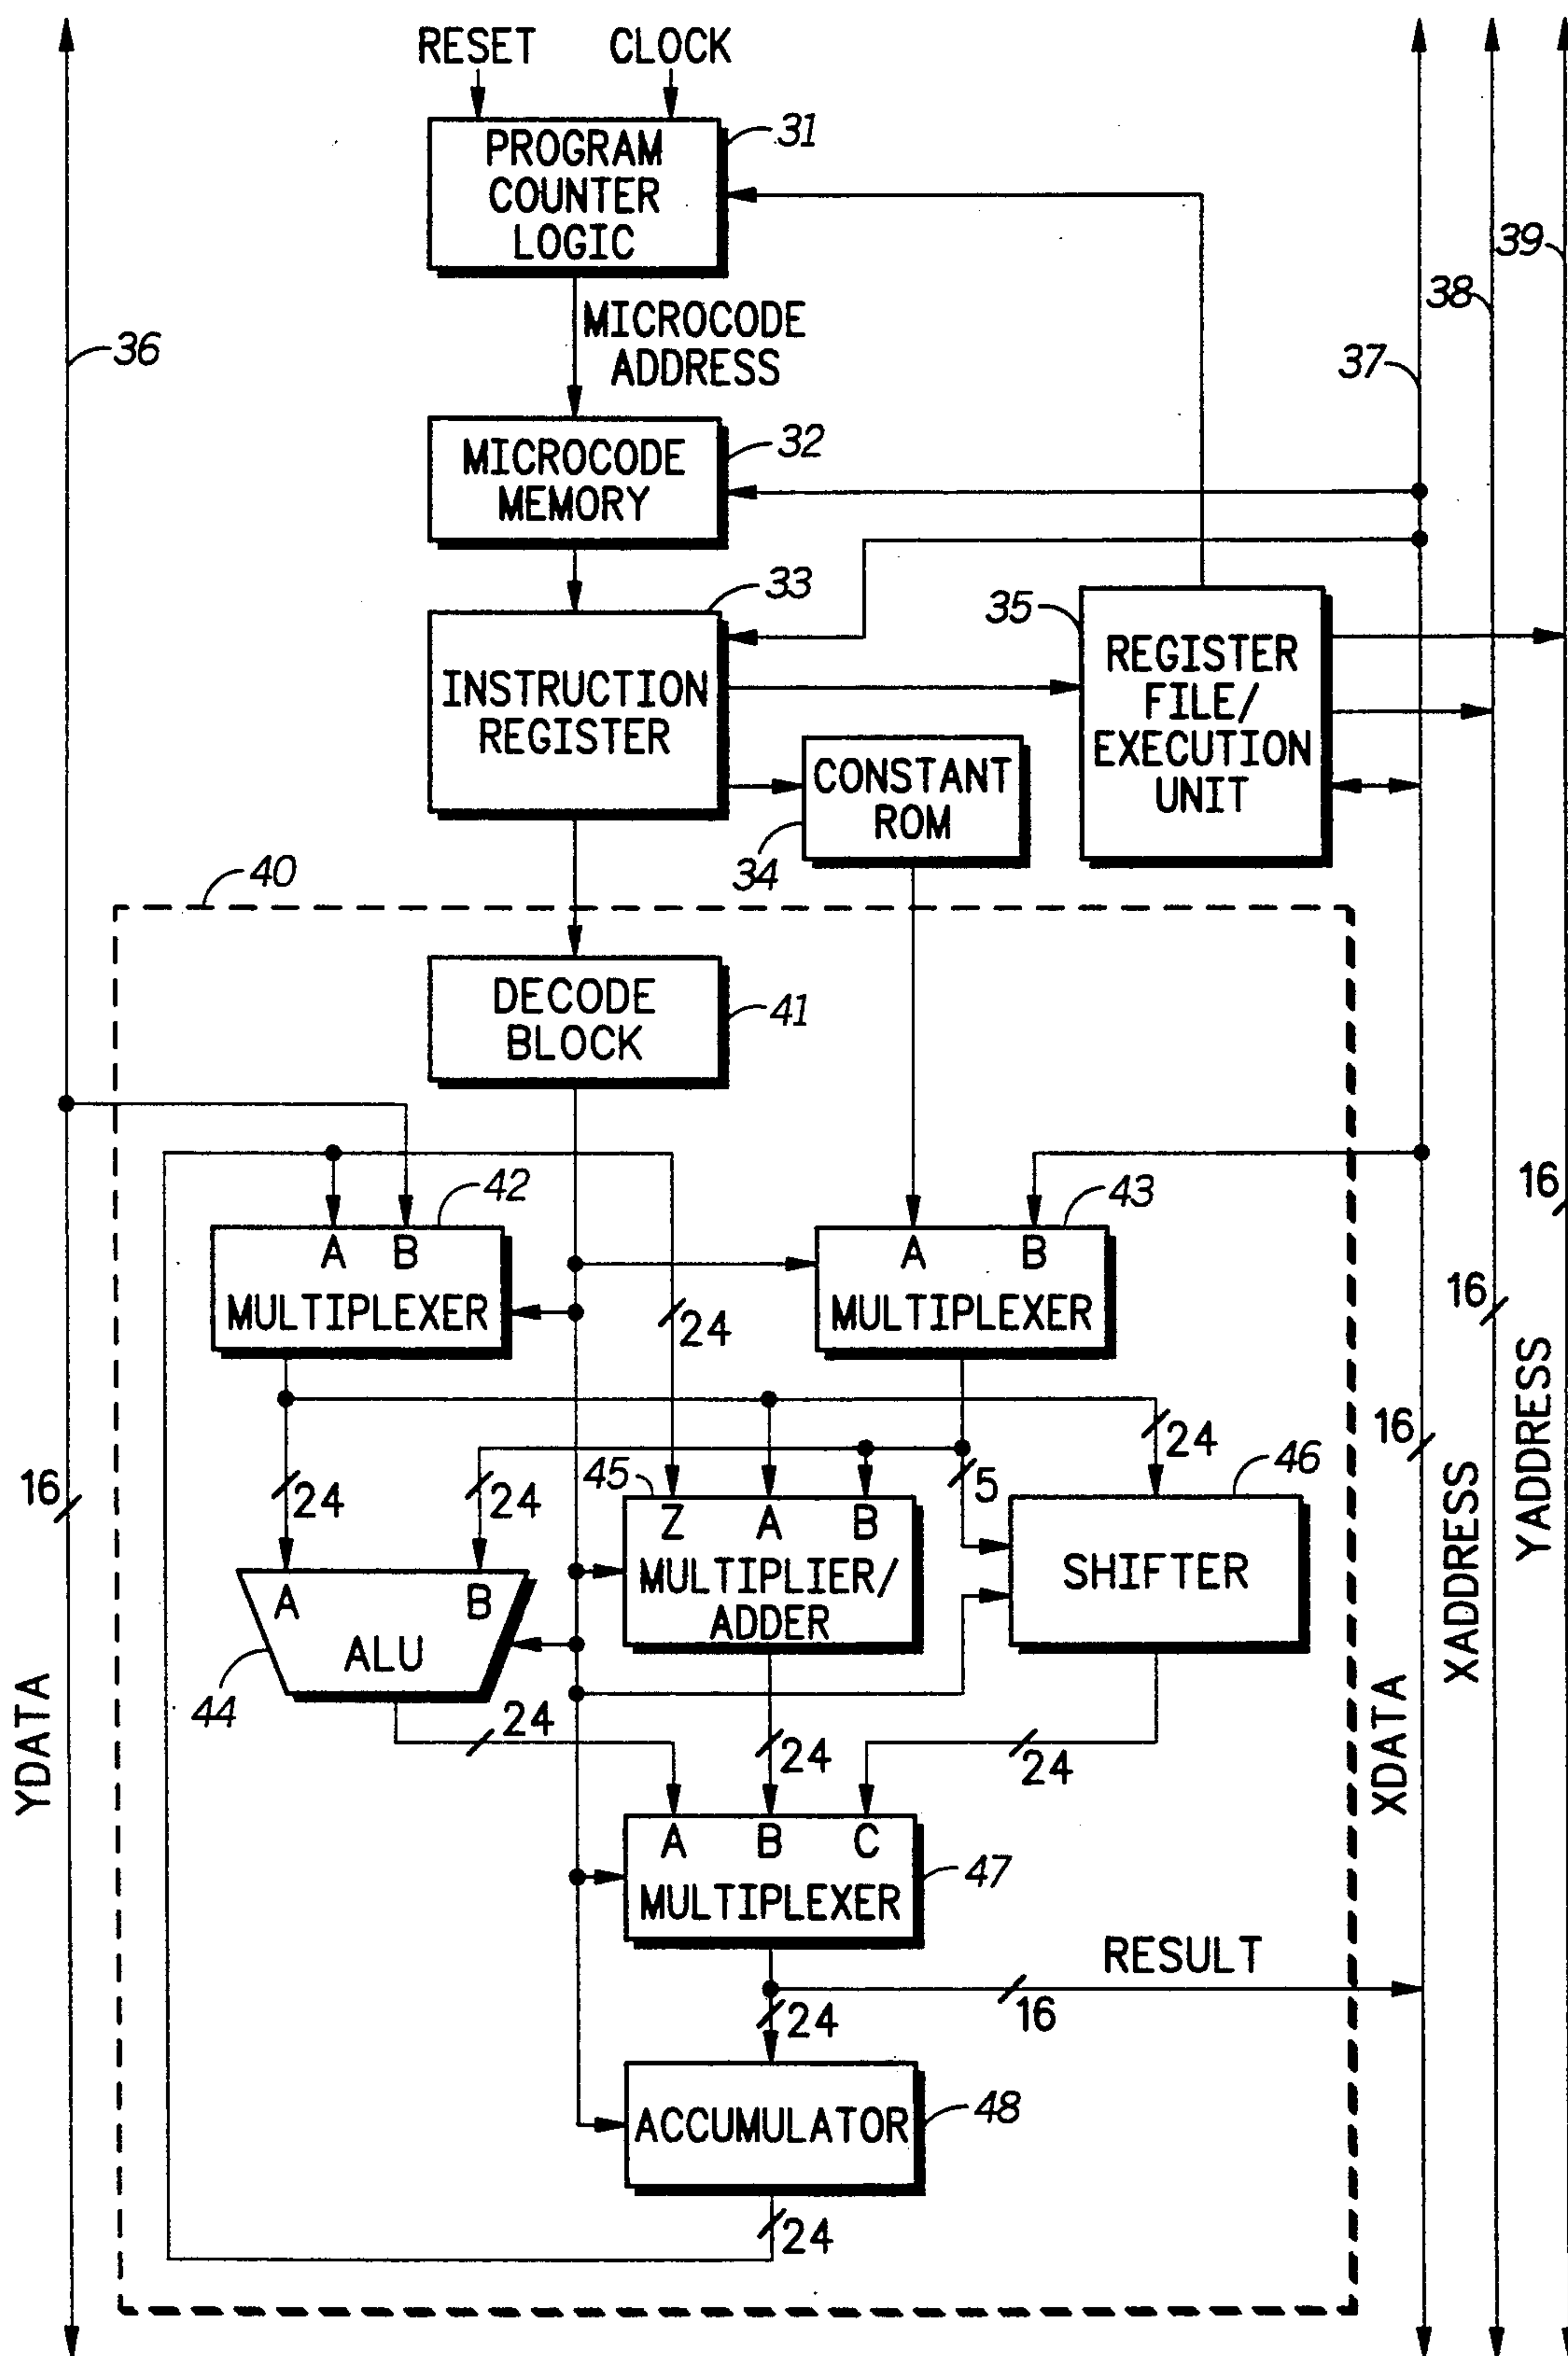 RESET
CLOCK
PROGRAM
COUNTER
LOGIC
31
MICROCODE
ADDRESS
36
37
38
39
MICROCODE
MEMORY
32
33
INSTRUCTION
REGISTER
35
REGISTER
FILE/
EXECUTION
UNIT
CONSTANT
ROM
34
40
DECODE
BLOCK
41
42
A B
MULTIPLEXER
43
A B
MULTIPLEXER
24
16
YADDRESS
16
XADDRESS
16
XDATA
16
YDATA
24
24
45
5
24
46
Z A B
MULTIPLIER/
ADDER
SHIFTER
A B
ALU
44
24
24
24
A B C
MULTIPLEXER
47
RESULT
16
24
ACCUMULATOR
48
24